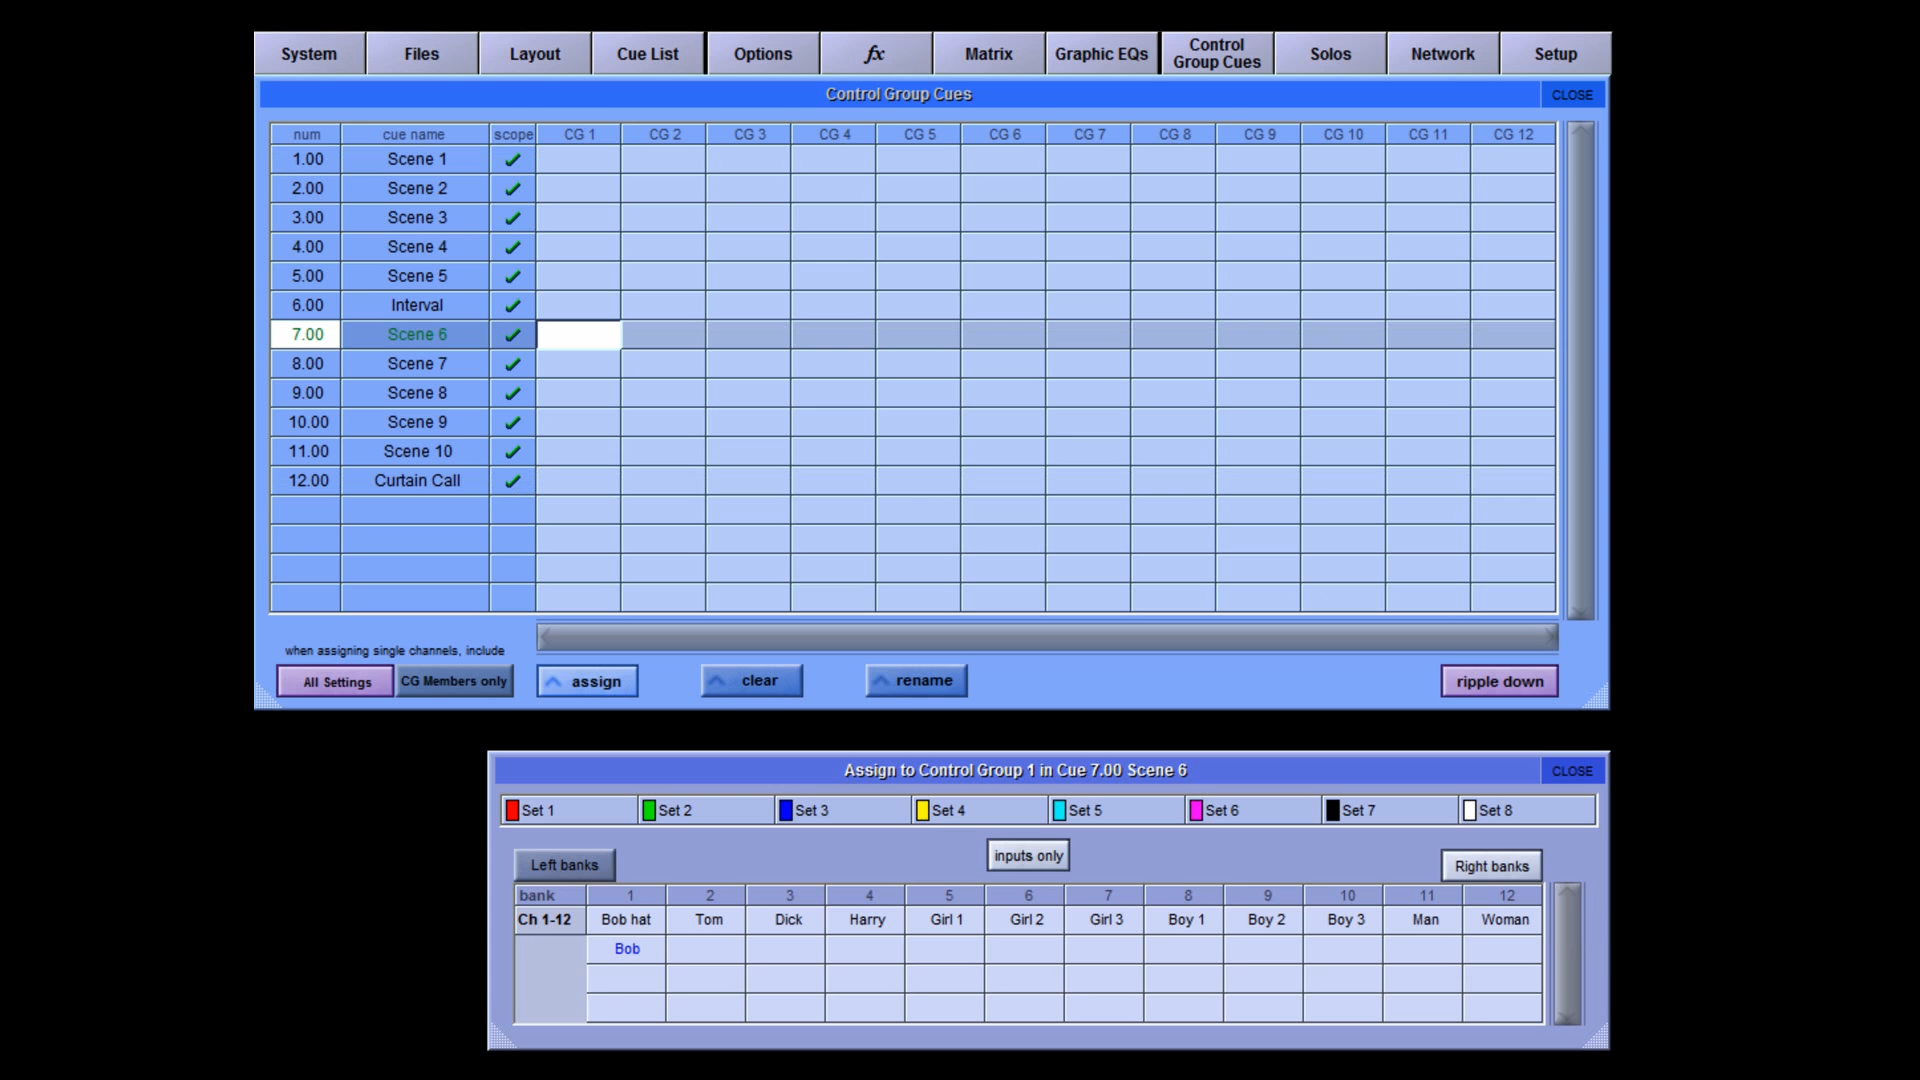 System Files Layout Cue List Options fx Matrix Graphic EQs Control Group Cues Solos Network Setup
Control Group Cues CLOSE
num cue name scope CG 1 CG 2 CG 3 CG 4 CG 5 CG 6 CG 7 CG 8 CG 9 CG 10 CG 11 CG 12
1.00 Scene 1
2.00 Scene 2
3.00 Scene 3
4.00 Scene 4
5.00 Scene 5
6.00 Interval
7.00 Scene 6
8.00 Scene 7
9.00 Scene 8
10.00 Scene 9
11.00 Scene 10
12.00 Curtain Call
when assigning single channels, include
All Settings CG Members only assign clear rename ripple down
Assign to Control Group 1 in Cue 7.00 Scene 6 CLOSE
Set 1 Set 2 Set 3 Set 4 Set 5 Set 6 Set 7 Set 8
Left banks inputs only Right banks
bank 1 2 3 4 5 6 7 8 9 10 11 12
Ch 1-12 Bob hat Tom Dick Harry Girl 1 Girl 2 Girl 3 Boy 1 Boy 2 Boy 3 Man Woman
Bob